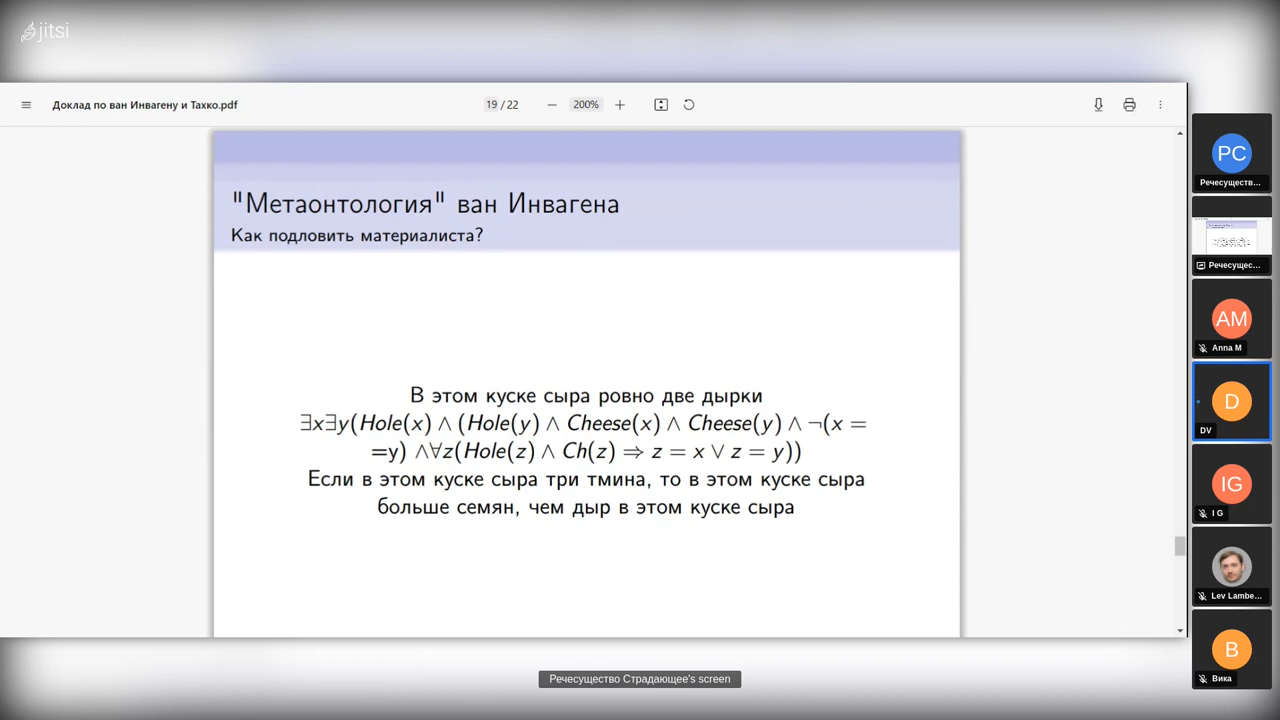 jitsi
Доклад по ван Инвагену и Тахко.pdf
19 / 22
200%
"Метаонтология" ван Инвагена
Как подловить материалиста?
В этом куске сыра ровно две дырки
∃x∃y(Hole(x) ∧ (Hole(y) ∧ Cheese(x) ∧ Cheese(y) ∧ ¬(x =
=y) ∧∀z(Hole(z) ∧ Ch(z) ⇒ z = x ∨ z = y))
Если в этом куске сыра три тмина, то в этом куске сыра
больше семян, чем дыр в этом куске сыра
PC
Речесуществ...
Речесущес...
AM
Anna M
D
DV
IG
I G
Lev Lambe...
B
Вика
Речесущество Страдающее's screen